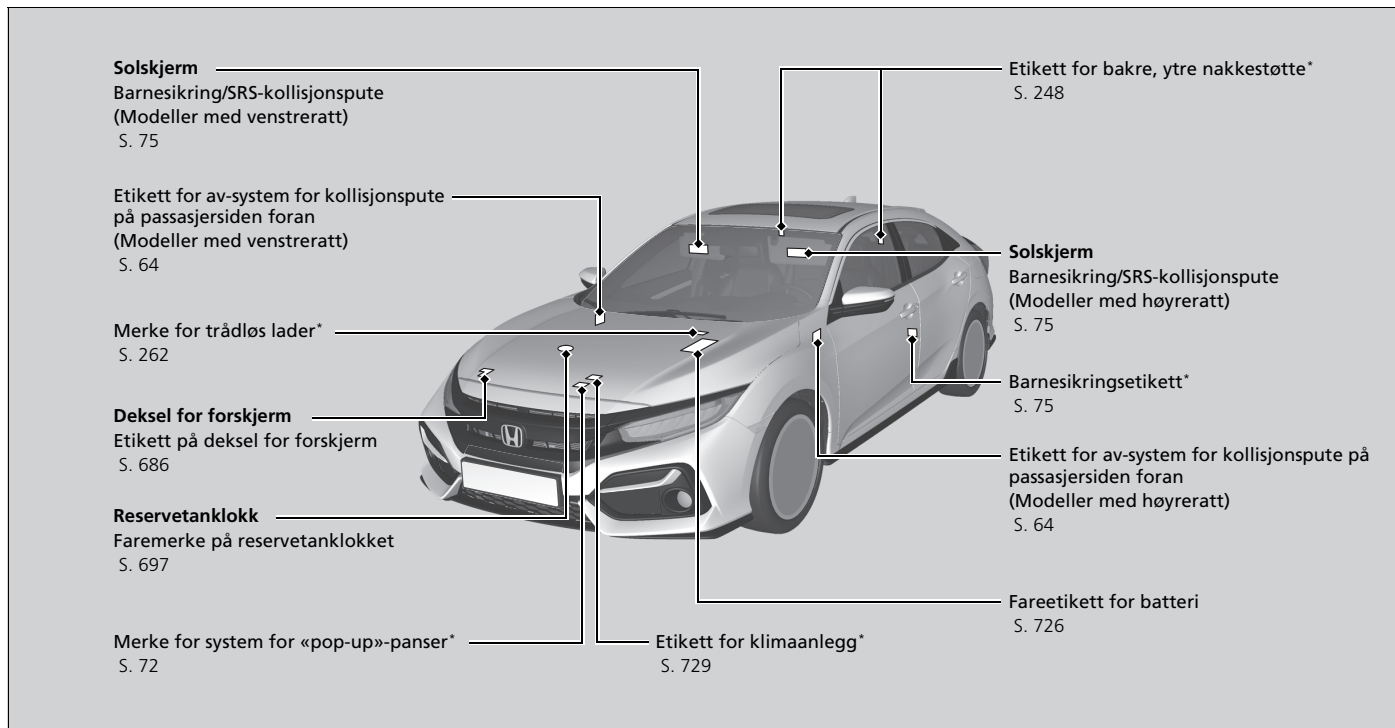 Solskjerm
Barnesikring/SRS-kollisjonspute
(Modeller med venstreratt)
S. 75
Etikett for av-system for kollisjonspute
på passasjersiden foran
(Modeller med venstreratt)
S. 64
Merke for trådløs lader*
S. 262
Deksel for forskjerm
Etikett på deksel for forskjerm
S. 686
Reservetanklokk
Faremerke på reservetanklokket
S. 697
Merke for system for «pop-up»-panser*
S. 72
Etikett for klimaanlegg*
S. 729
Etikett for bakre, ytre nakkestøtte*
S. 248
Solskjerm
Barnesikring/SRS-kollisjonspute
(Modeller med høyreratt)
S. 75
Barnesikringsetikett*
S. 75
Etikett for av-system for kollisjonspute på
passasjersiden foran
(Modeller med høyreratt)
S. 64
Fareetikett for batteri
S. 726